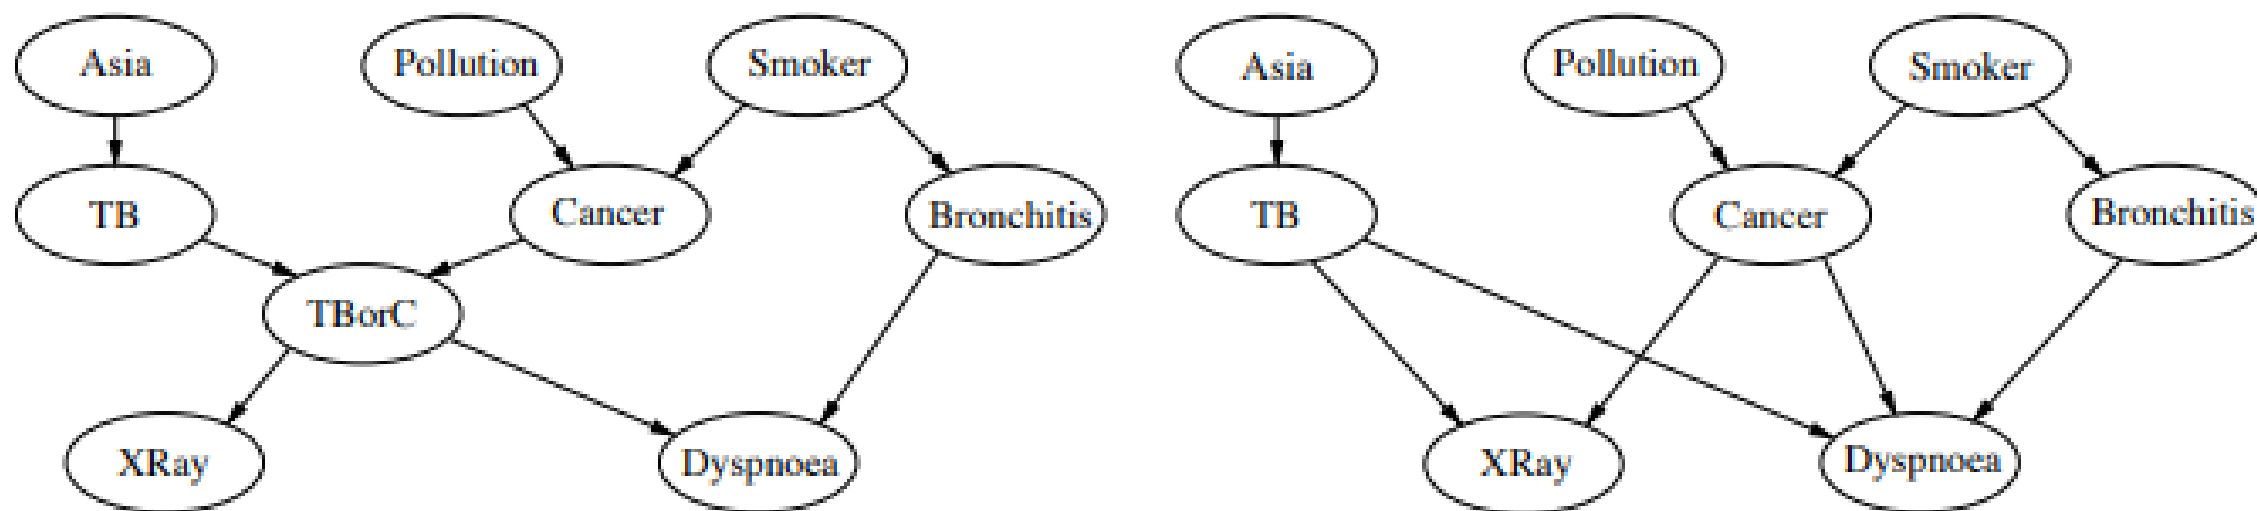 Asia
Pollution
Smoker
TB
Cancer
Bronchitis
TBorC
XRay
Dyspnoea
Asia
Pollution
Smoker
TB
Cancer
Bronchitis
XRay
Dyspnoea